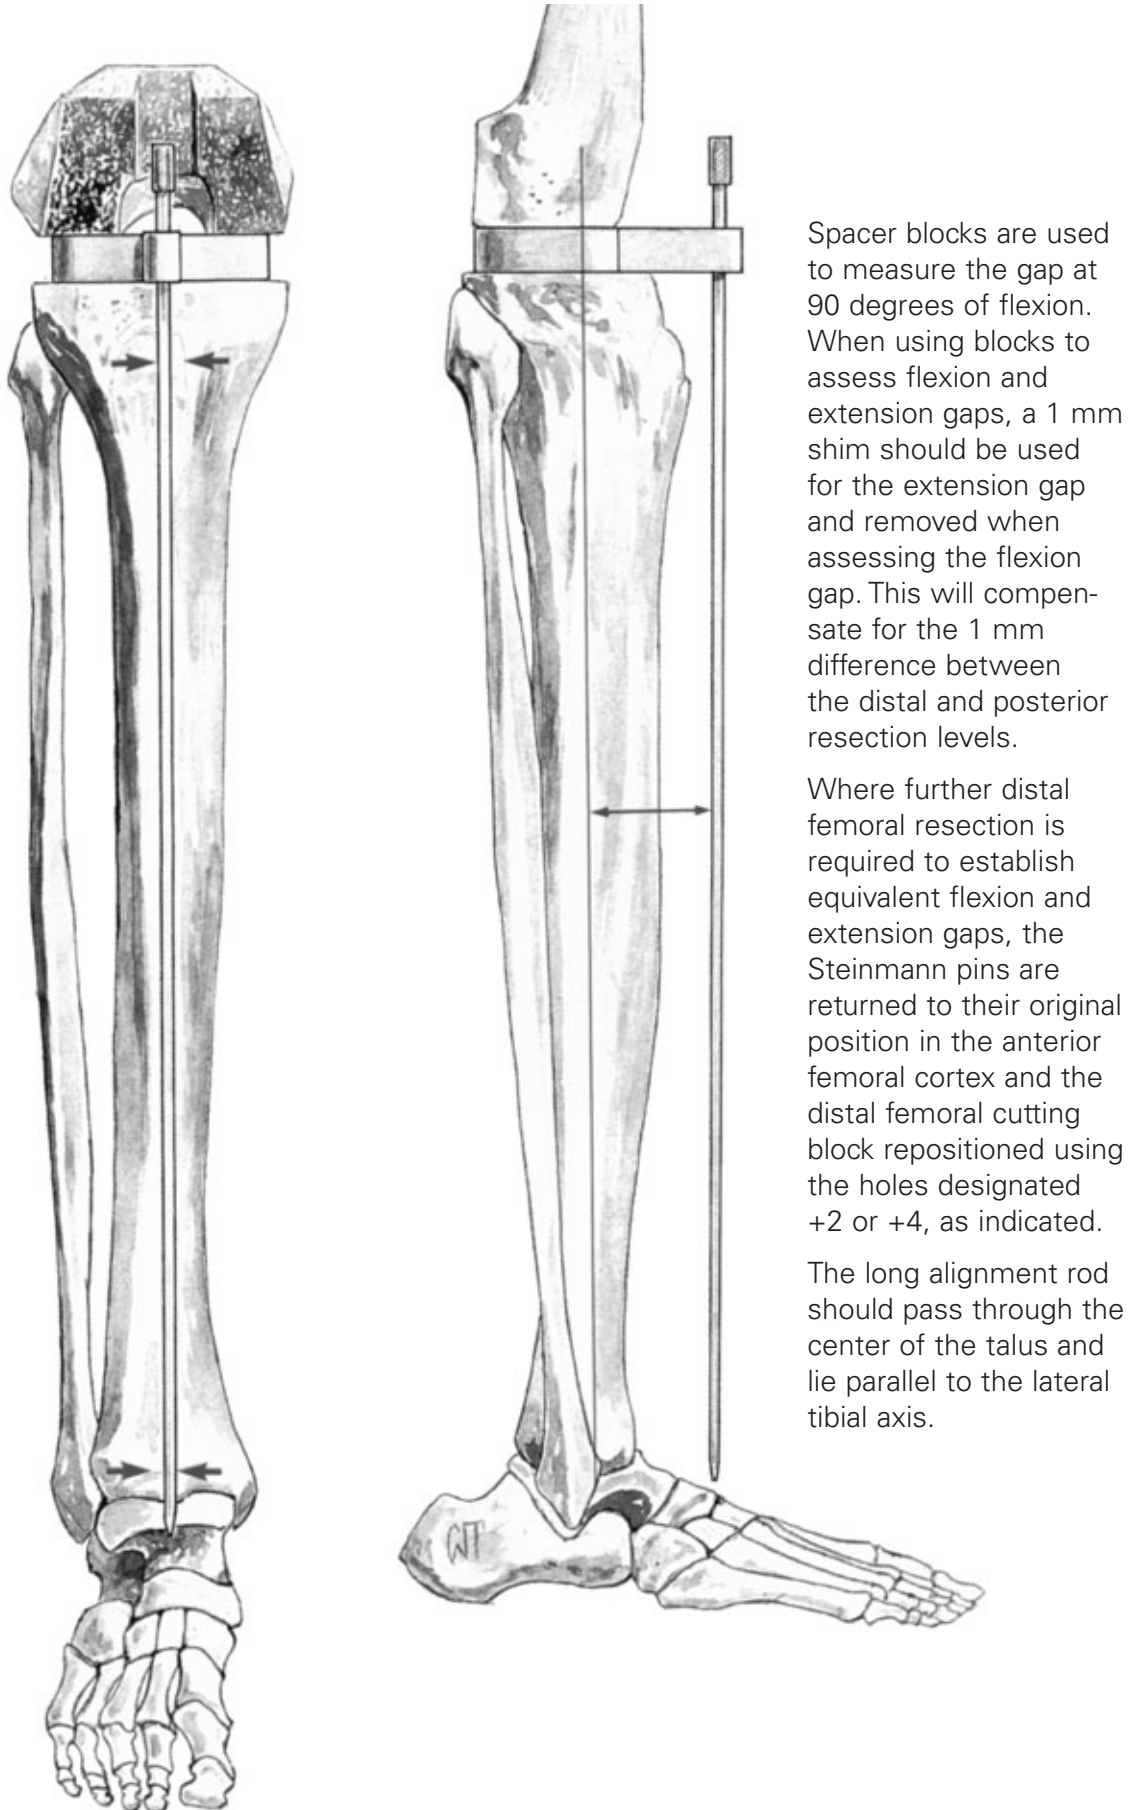 Spacer blocks are used
to measure the gap at
90 degrees of flexion.
When using blocks to
assess flexion and
extension gaps, a 1 mm
shim should be used
for the extension gap
and removed when
assessing the flexion
gap. This will compen-
sate for the 1 mm
difference between
the distal and posterior
resection levels.
Where further distal
femoral resection is
required to establish
equivalent flexion and
extension gaps, the
Steinmann pins are
returned to their original
position in the anterior
femoral cortex and the
distal femoral cutting
block repositioned using
the holes designated
+2 or +4, as indicated.
The long alignment rod
should pass through the
center of the talus and
lie parallel to the lateral
tibial axis.